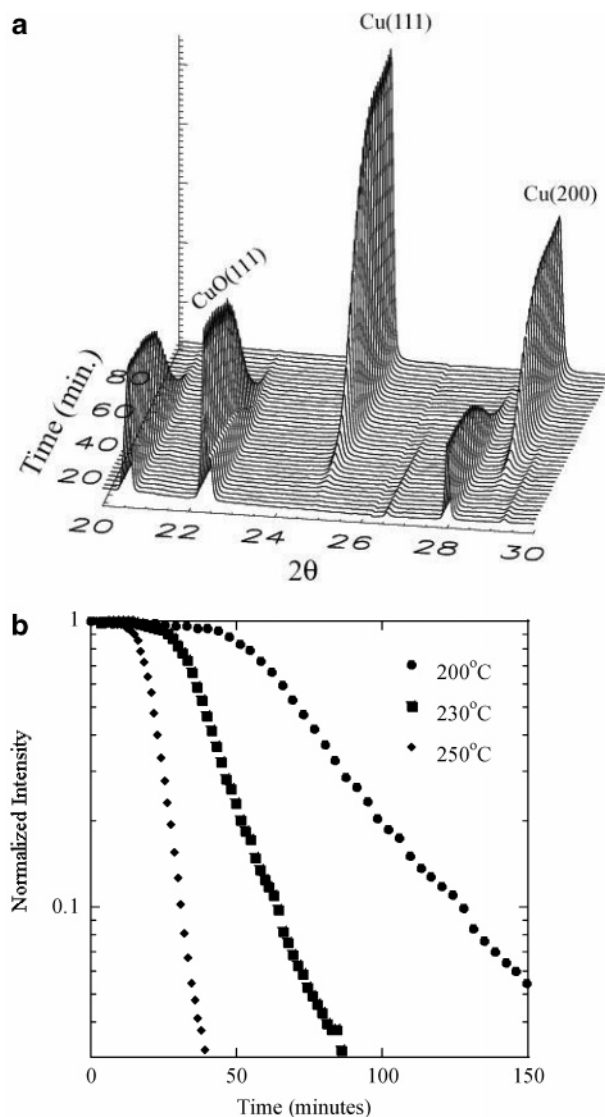 a
Cu(111)
Cu(200)
CuO(111)
Time (min.)
80
60
40
20
20
22
24
26
28
30
2θ
b
1
0.1
Normalized Intensity
200°C
230°C
250°C
0
50
100
150
Time (minutes)